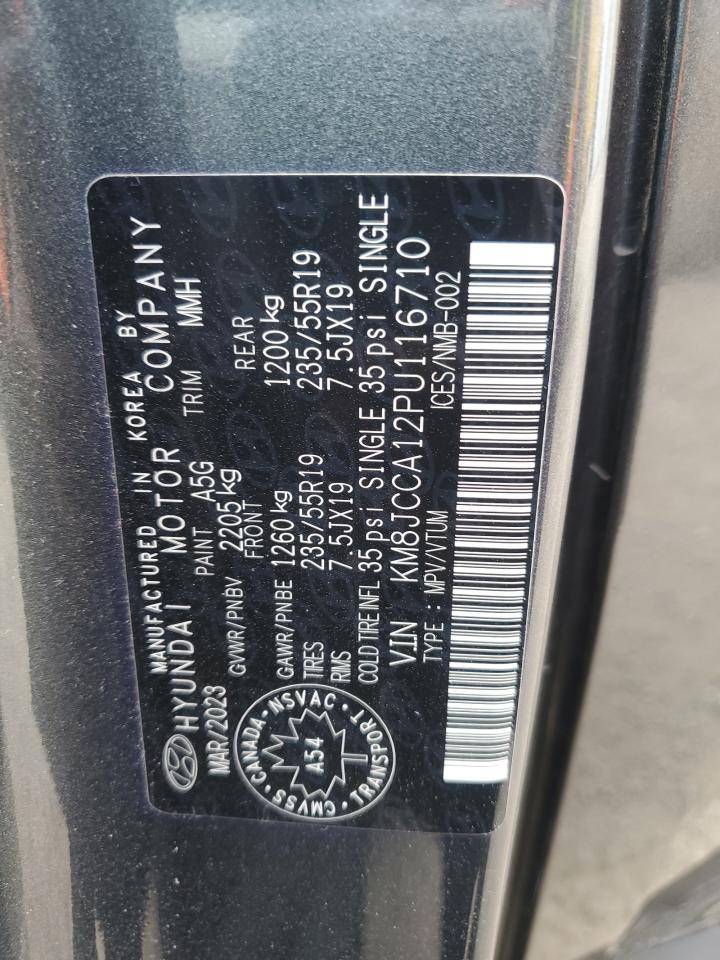 MANUFACTURED IN KOREA BY
HYUNDAI MOTOR COMPANY
MAR/2023 PAINT A5G TRIM MMH
GVWR/PNBV 2205 kg
FRONT REAR
GAWR/PNBE 1260 kg 1200 kg
TIRES 235/55R19 235/55R19
RIMS 7.5JX19 7.5JX19
COLD TIRE INFL 35 psi SINGLE 35 psi SINGLE
VIN KM8JCCA12PU116710
TYPE : MPV/VTUM ICES/NMB-002
CANADA · NSVAC · TRANSPORT · CMVSS ·
A54